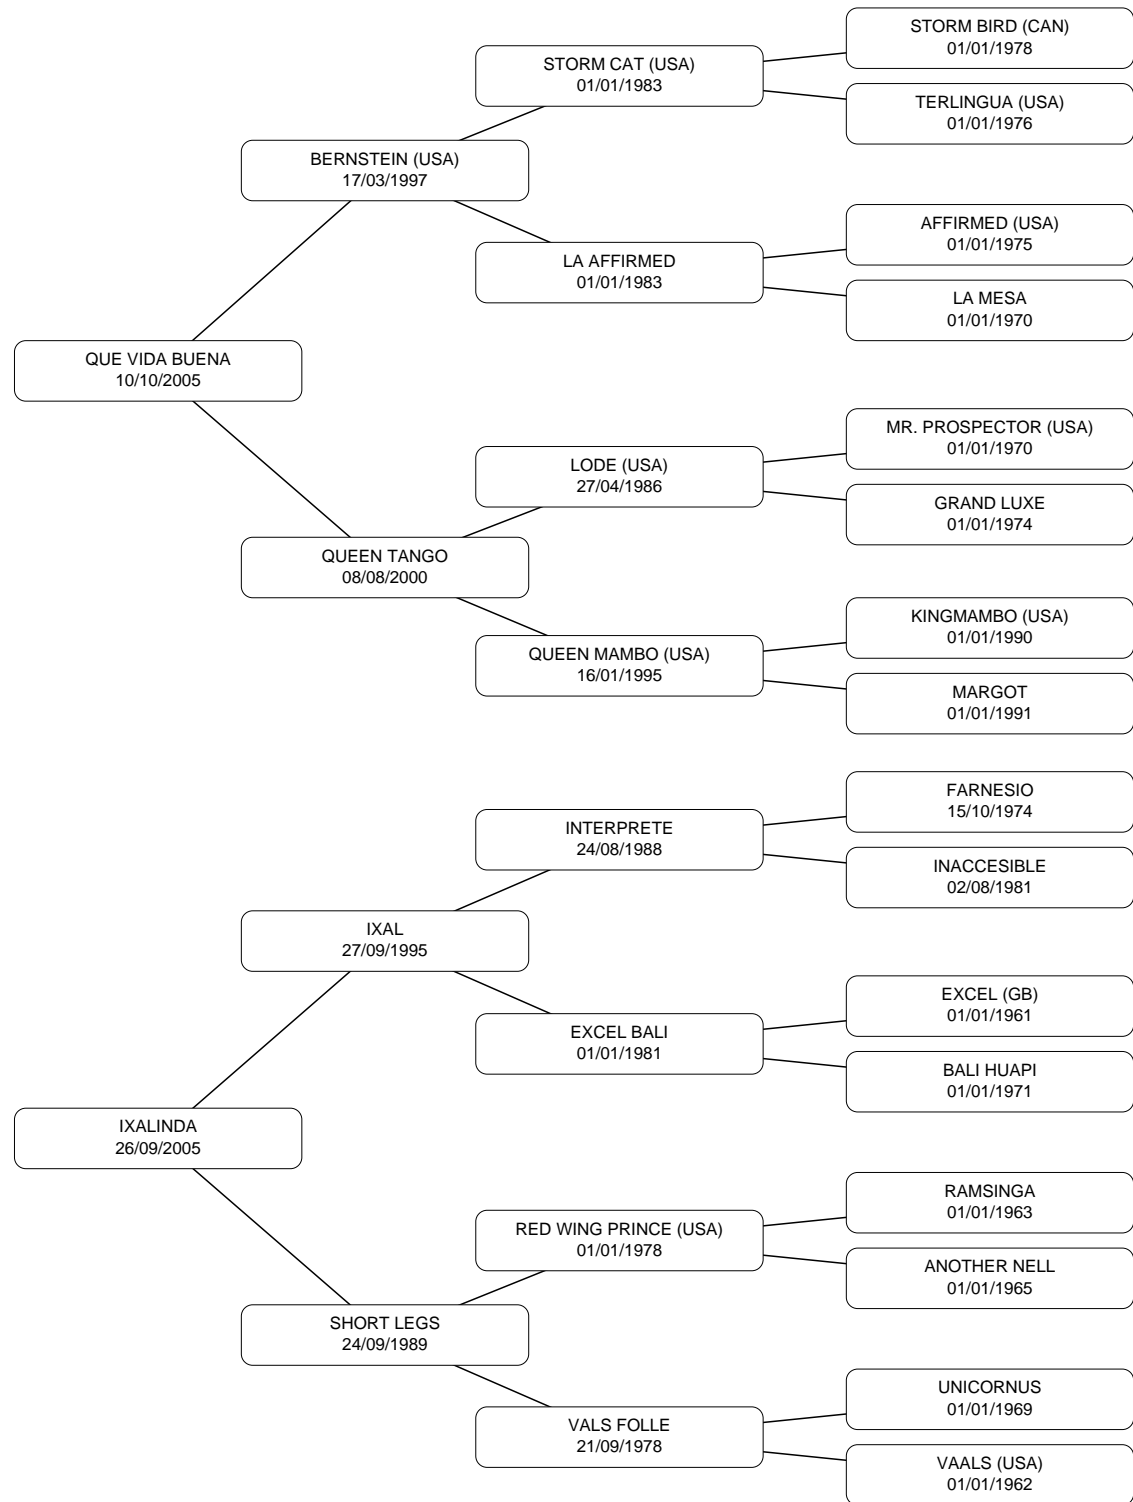 STORM BIRD (CAN)
01/01/1978
STORM CAT (USA)
01/01/1983
TERLINGUA (USA)
01/01/1976
BERNSTEIN (USA)
17/03/1997
AFFIRMED (USA)
01/01/1975
LA AFFIRMED
01/01/1983
LA MESA
01/01/1970
QUE VIDA BUENA
10/10/2005
MR. PROSPECTOR (USA)
01/01/1970
LODE (USA)
27/04/1986
GRAND LUXE
01/01/1974
QUEEN TANGO
08/08/2000
KINGMAMBO (USA)
01/01/1990
QUEEN MAMBO (USA)
16/01/1995
MARGOT
01/01/1991
FARNESIO
15/10/1974
INTERPRETE
24/08/1988
INACCESIBLE
02/08/1981
IXAL
27/09/1995
EXCEL (GB)
01/01/1961
EXCEL BALI
01/01/1981
BALI HUAPI
01/01/1971
IXALINDA
26/09/2005
RAMSINGA
01/01/1963
RED WING PRINCE (USA)
01/01/1978
ANOTHER NELL
01/01/1965
SHORT LEGS
24/09/1989
UNICORNUS
01/01/1969
VALS FOLLE
21/09/1978
VAALS (USA)
01/01/1962